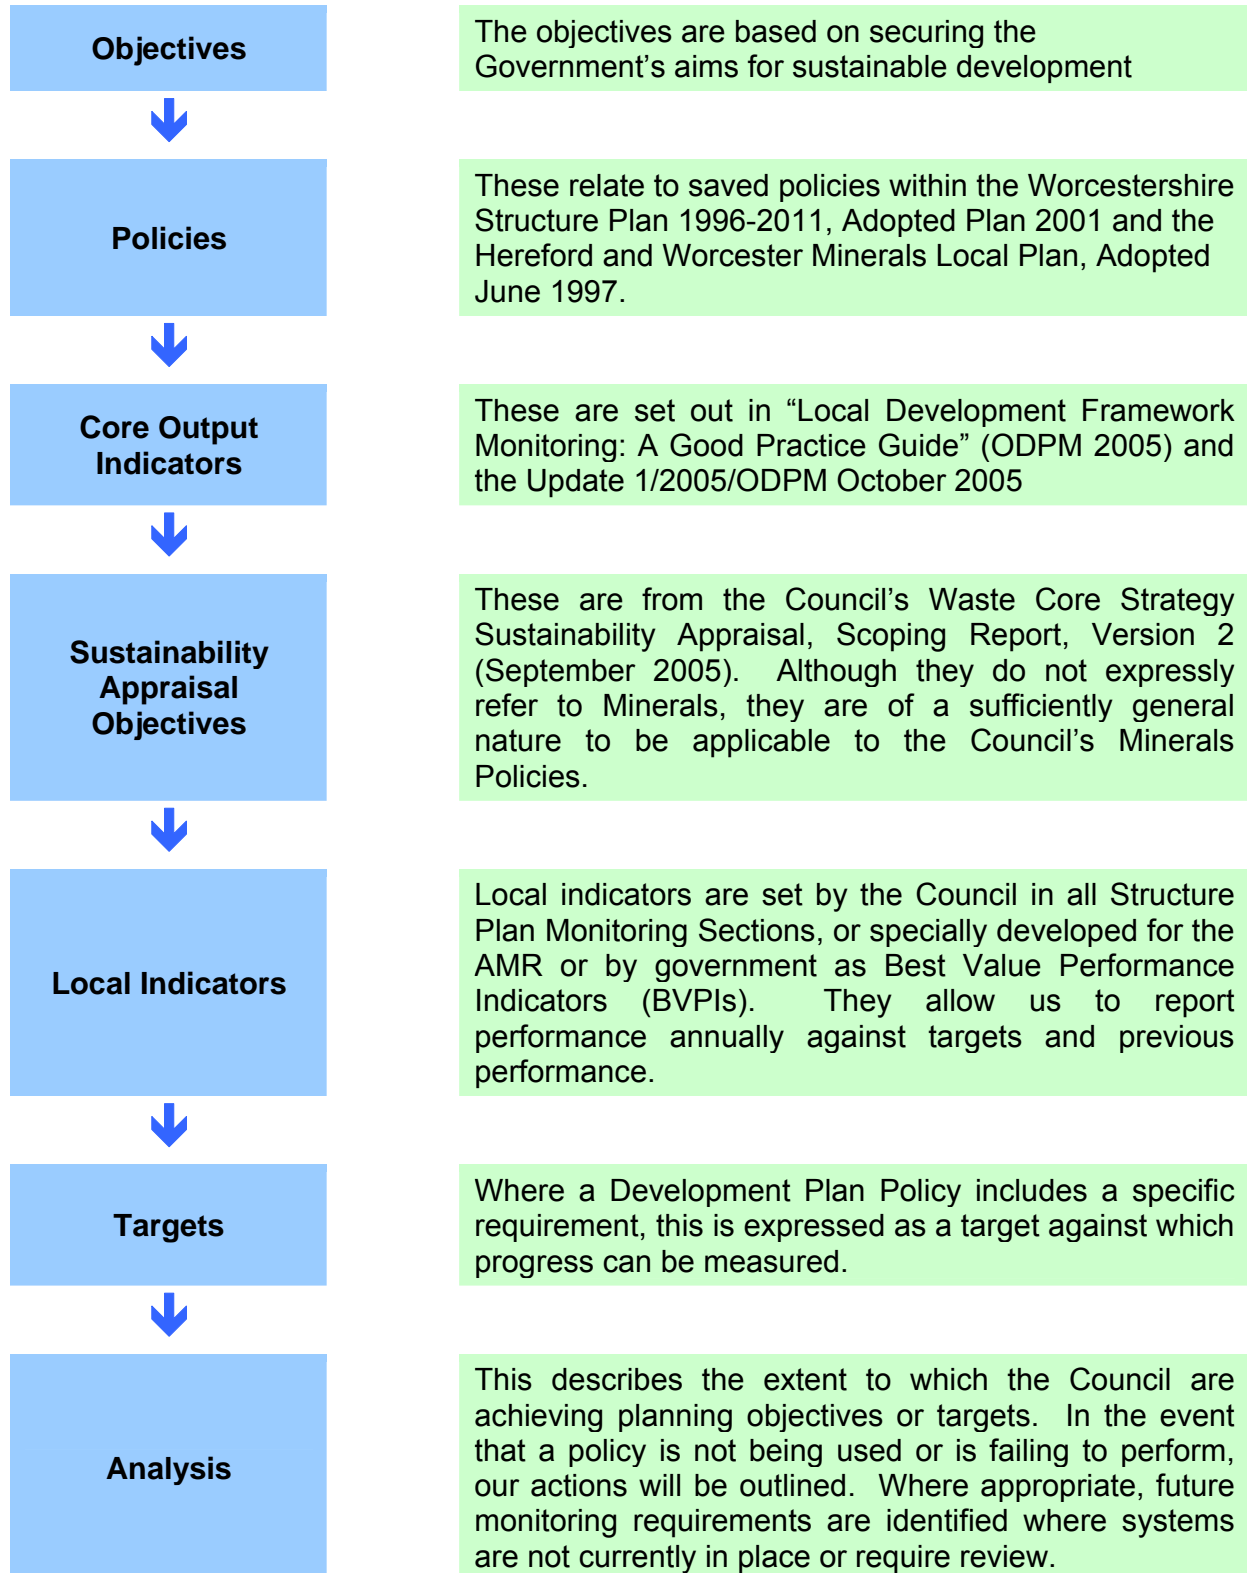 Objectives
The objectives are based on securing the
Government's aims for sustainable development
Policies
These relate to saved policies within the Worcestershire
Structure Plan 1996-2011, Adopted Plan 2001 and the
Hereford and Worcester Minerals Local Plan, Adopted
June 1997.
Core Output
Indicators
These are set out in “Local Development Framework
Monitoring: A Good Practice Guide” (ODPM 2005) and
the Update 1/2005/ODPM October 2005
Sustainability
Appraisal
Objectives
These are from the Council's Waste Core Strategy
Sustainability Appraisal, Scoping Report, Version 2
(September 2005). Although they do not expressly
refer to Minerals, they are of a sufficiently general
nature to be applicable to the Council's Minerals
Policies.
Local Indicators
Local indicators are set by the Council in all Structure
Plan Monitoring Sections, or specially developed for the
AMR or by government as Best Value Performance
Indicators (BVPIs). They allow us to report
performance annually against targets and previous
performance.
Targets
Where a Development Plan Policy includes a specific
requirement, this is expressed as a target against which
progress can be measured.
Analysis
This describes the extent to which the Council are
achieving planning objectives or targets. In the event
that a policy is not being used or is failing to perform,
our actions will be outlined. Where appropriate, future
monitoring requirements are identified where systems
are not currently in place or require review.